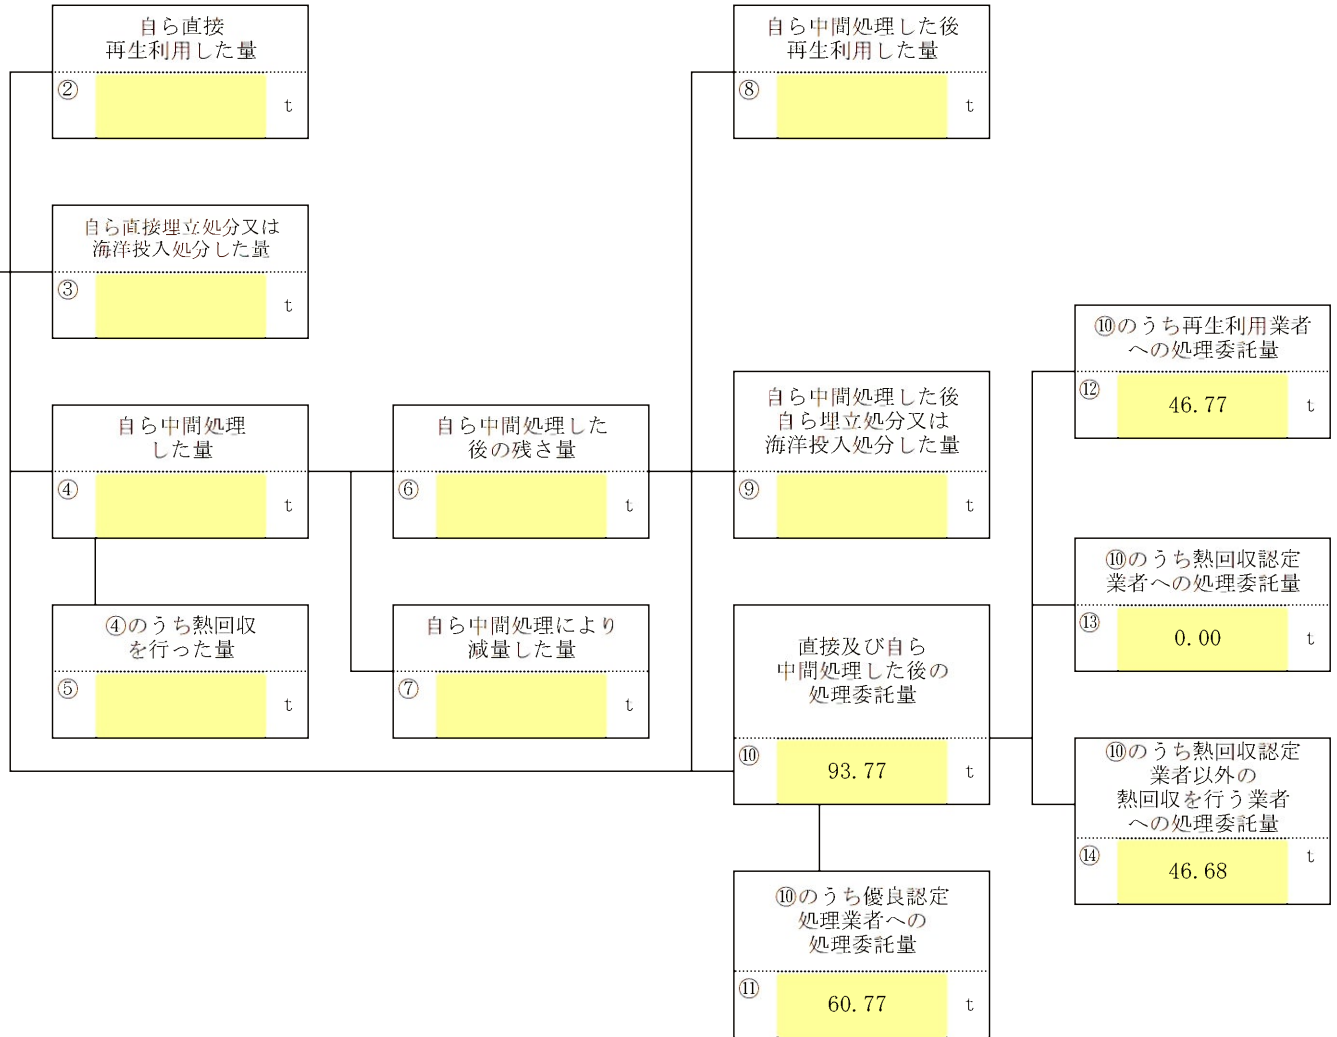 自ら直接
再生利用した量
② t
自ら中間処理した後
再生利用した量
⑧ t
自ら直接埋立処分又は
海洋投入処分した量
③ t
⑩のうち再生利用業者
への処理委託量
⑫ 46.77 t
自ら中間処理
した量
④ t
自ら中間処理した
後の残さ量
⑥ t
自ら中間処理した後
自ら埋立処分又は
海洋投入処分した量
⑨ t
⑩のうち熱回収認定
業者への処理委託量
⑬ 0.00 t
④のうち熱回収
を行った量
⑤ t
自ら中間処理により
減量した量
⑦ t
直接及び自ら
中間処理した後の
処理委託量
⑩ 93.77 t
⑩のうち熱回収認定
業者以外の
熱回収を行う業者
への処理委託量
⑭ 46.68 t
⑩のうち優良認定
処理業者への
処理委託量
⑪ 60.77 t